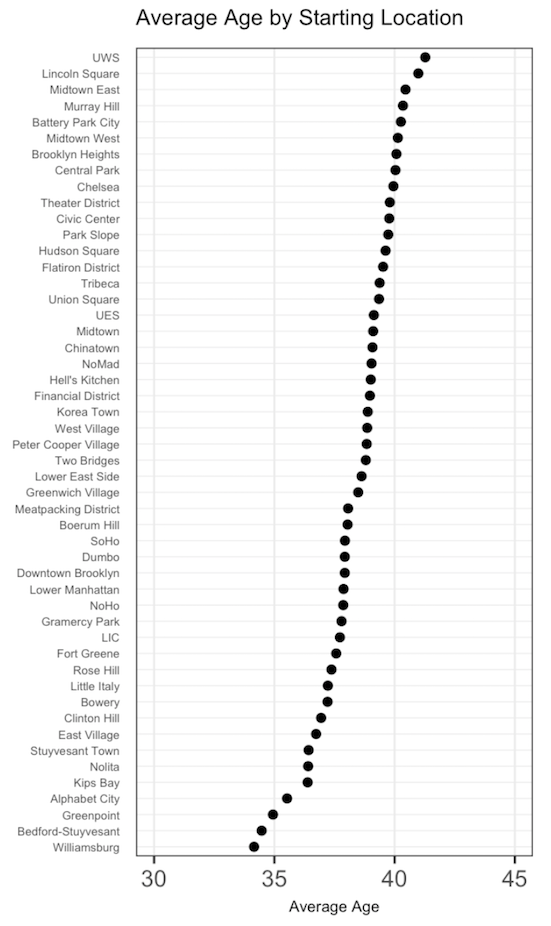 Average Age by Starting Location
UWS
Lincoln Square
Midtown East
Murray Hill
Battery Park City
Midtown West
Brooklyn Heights
Central Park
Chelsea
Theater District
Civic Center
Park Slope
Hudson Square
Flatiron District
Tribeca
Union Square
UES
Midtown
Chinatown
NoMad
Hell's Kitchen
Financial District
Korea Town
West Village
Peter Cooper Village
Two Bridges
Lower East Side
Greenwich Village
Meatpacking District
Boerum Hill
SoHo
Dumbo
Downtown Brooklyn
Lower Manhattan
NoHo
Gramercy Park
LIC
Fort Greene
Rose Hill
Little Italy
Bowery
Clinton Hill
East Village
Stuyvesant Town
Nolita
Kips Bay
Alphabet City
Greenpoint
Bedford-Stuyvesant
Williamsburg
30 35 40 45
Average Age